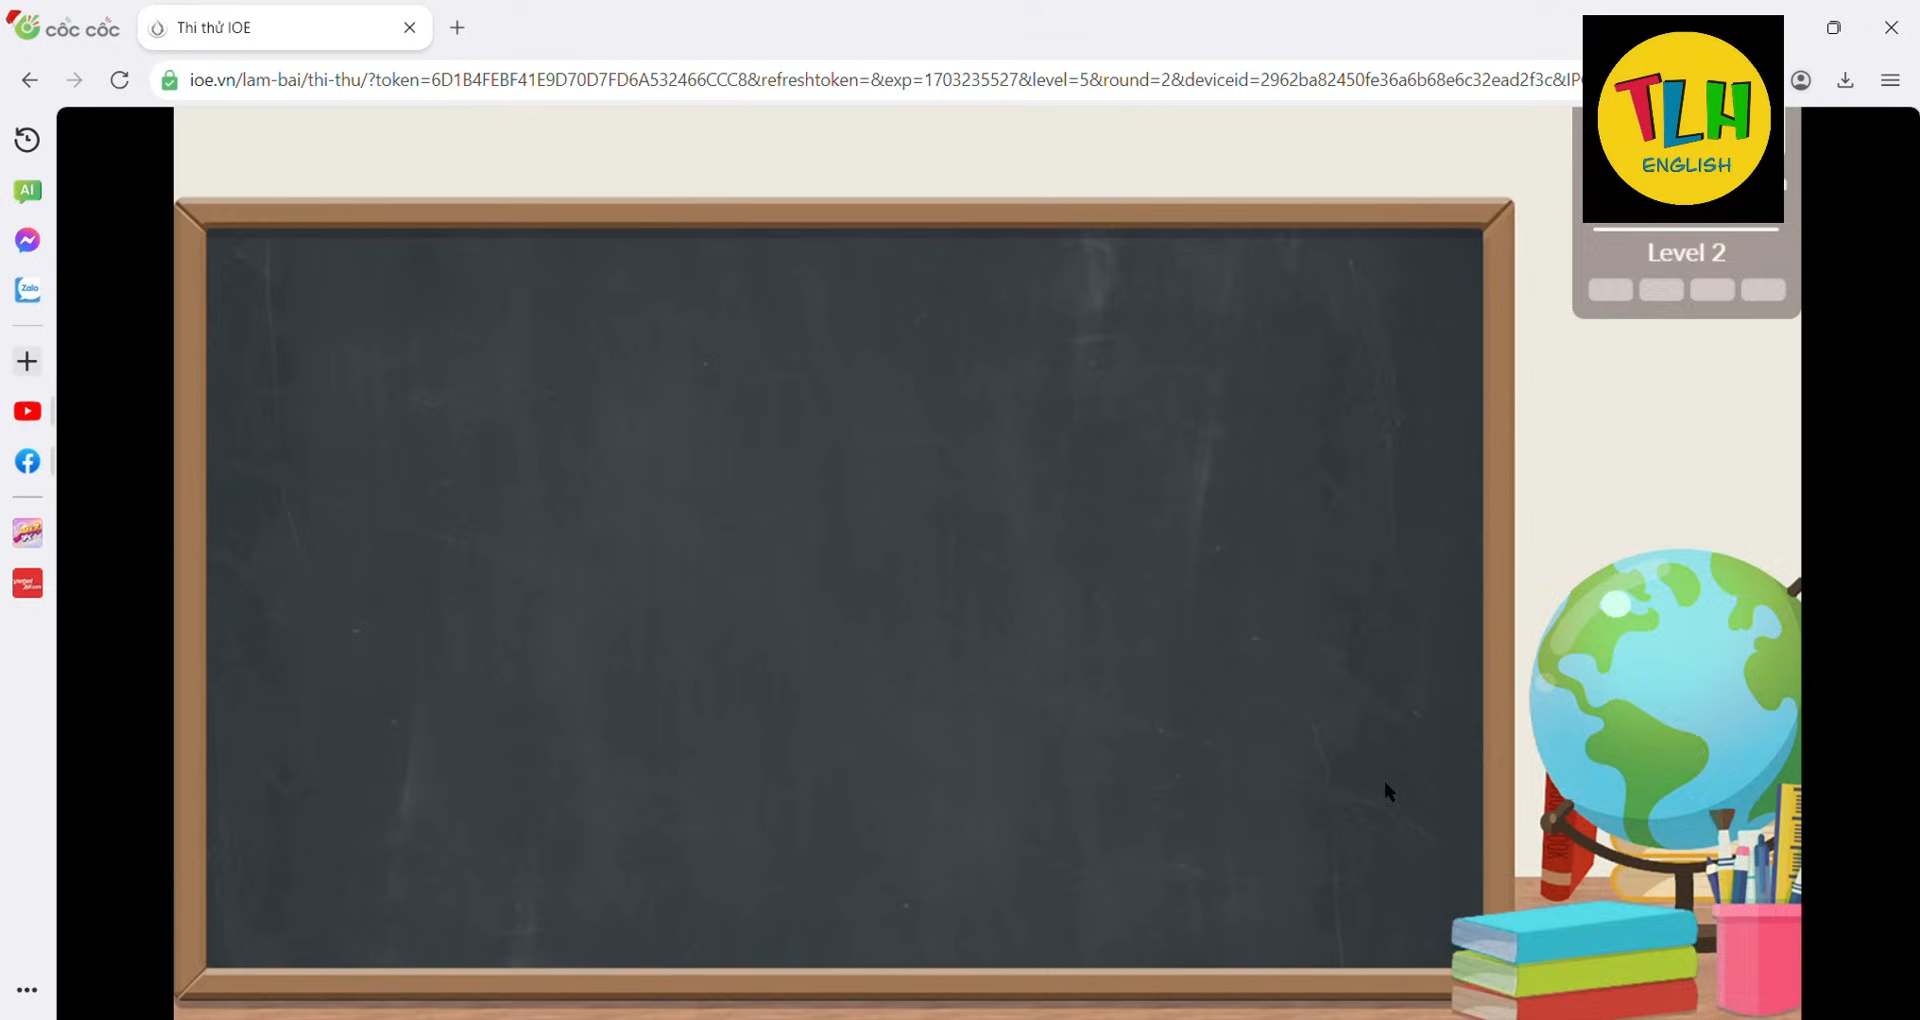 cốc cốc
Thi thử IOE
ioe.vn/lam-bai/thi-thu/?token=6D1B4FEBF41E9D70D7FD6A532466CCC8&refreshtoken=&exp=1703235527&level=5&round=2&deviceid=2962ba82450fe36a6b68e6c32ead2f3c&IP
TLH
ENGLISH
AI
Level 2
Zalo
BOOK